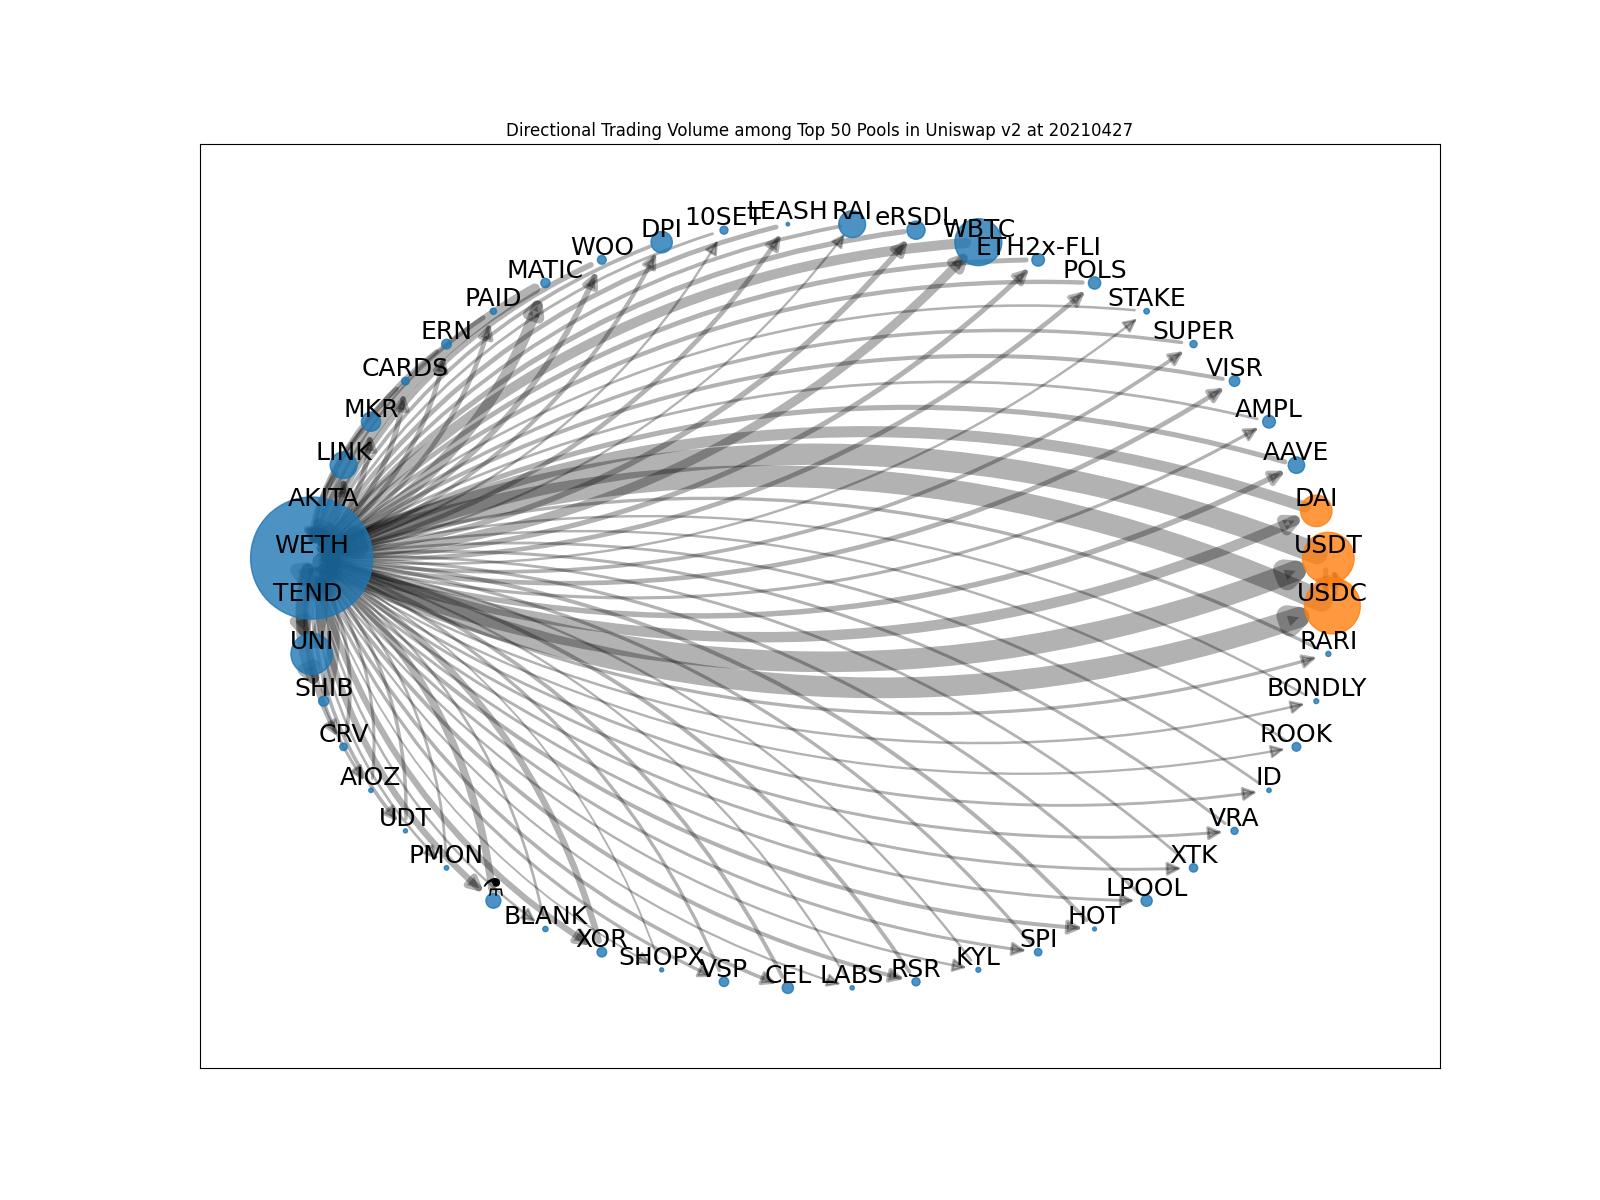 Directional Trading Volume among Top 50 Pools in Uniswap v2 at 20210427
LEASH
RAI
10SET
eRSDL
DPI
WBTC
WOO
ETH2x-FLI
MATIC
POLS
PAID
STAKE
ERN
SUPER
CARDS
VISR
MKR
AMPL
LINK
AAVE
AKITA
DAI
WETH
USDT
TEND
USDC
UNI
RARI
SHIB
BONDLY
CRV
ROOK
AIOZ
ID
UDT
VRA
PMON
XTK
⚗
LPOOL
BLANK
HOT
XOR
SPI
SHOPX
KYL
VSP
RSR
CEL
LABS